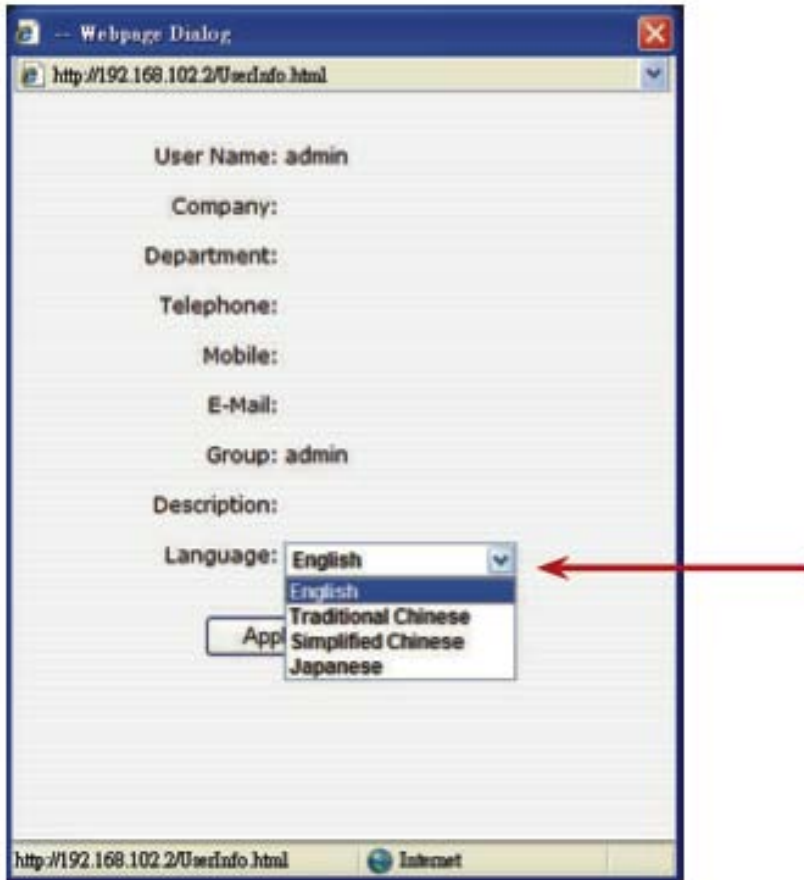 -- Webpage Dialog
http://192.168.102.2/UserInfo.html
User Name: admin
Company:
Department:
Telephone:
Mobile:
E-Mail:
Group: admin
Description:
Language: English
English
Traditional Chinese
Appl
Simplified Chinese
Japanese
http://192.168.102.2/UserInfo.html Internet